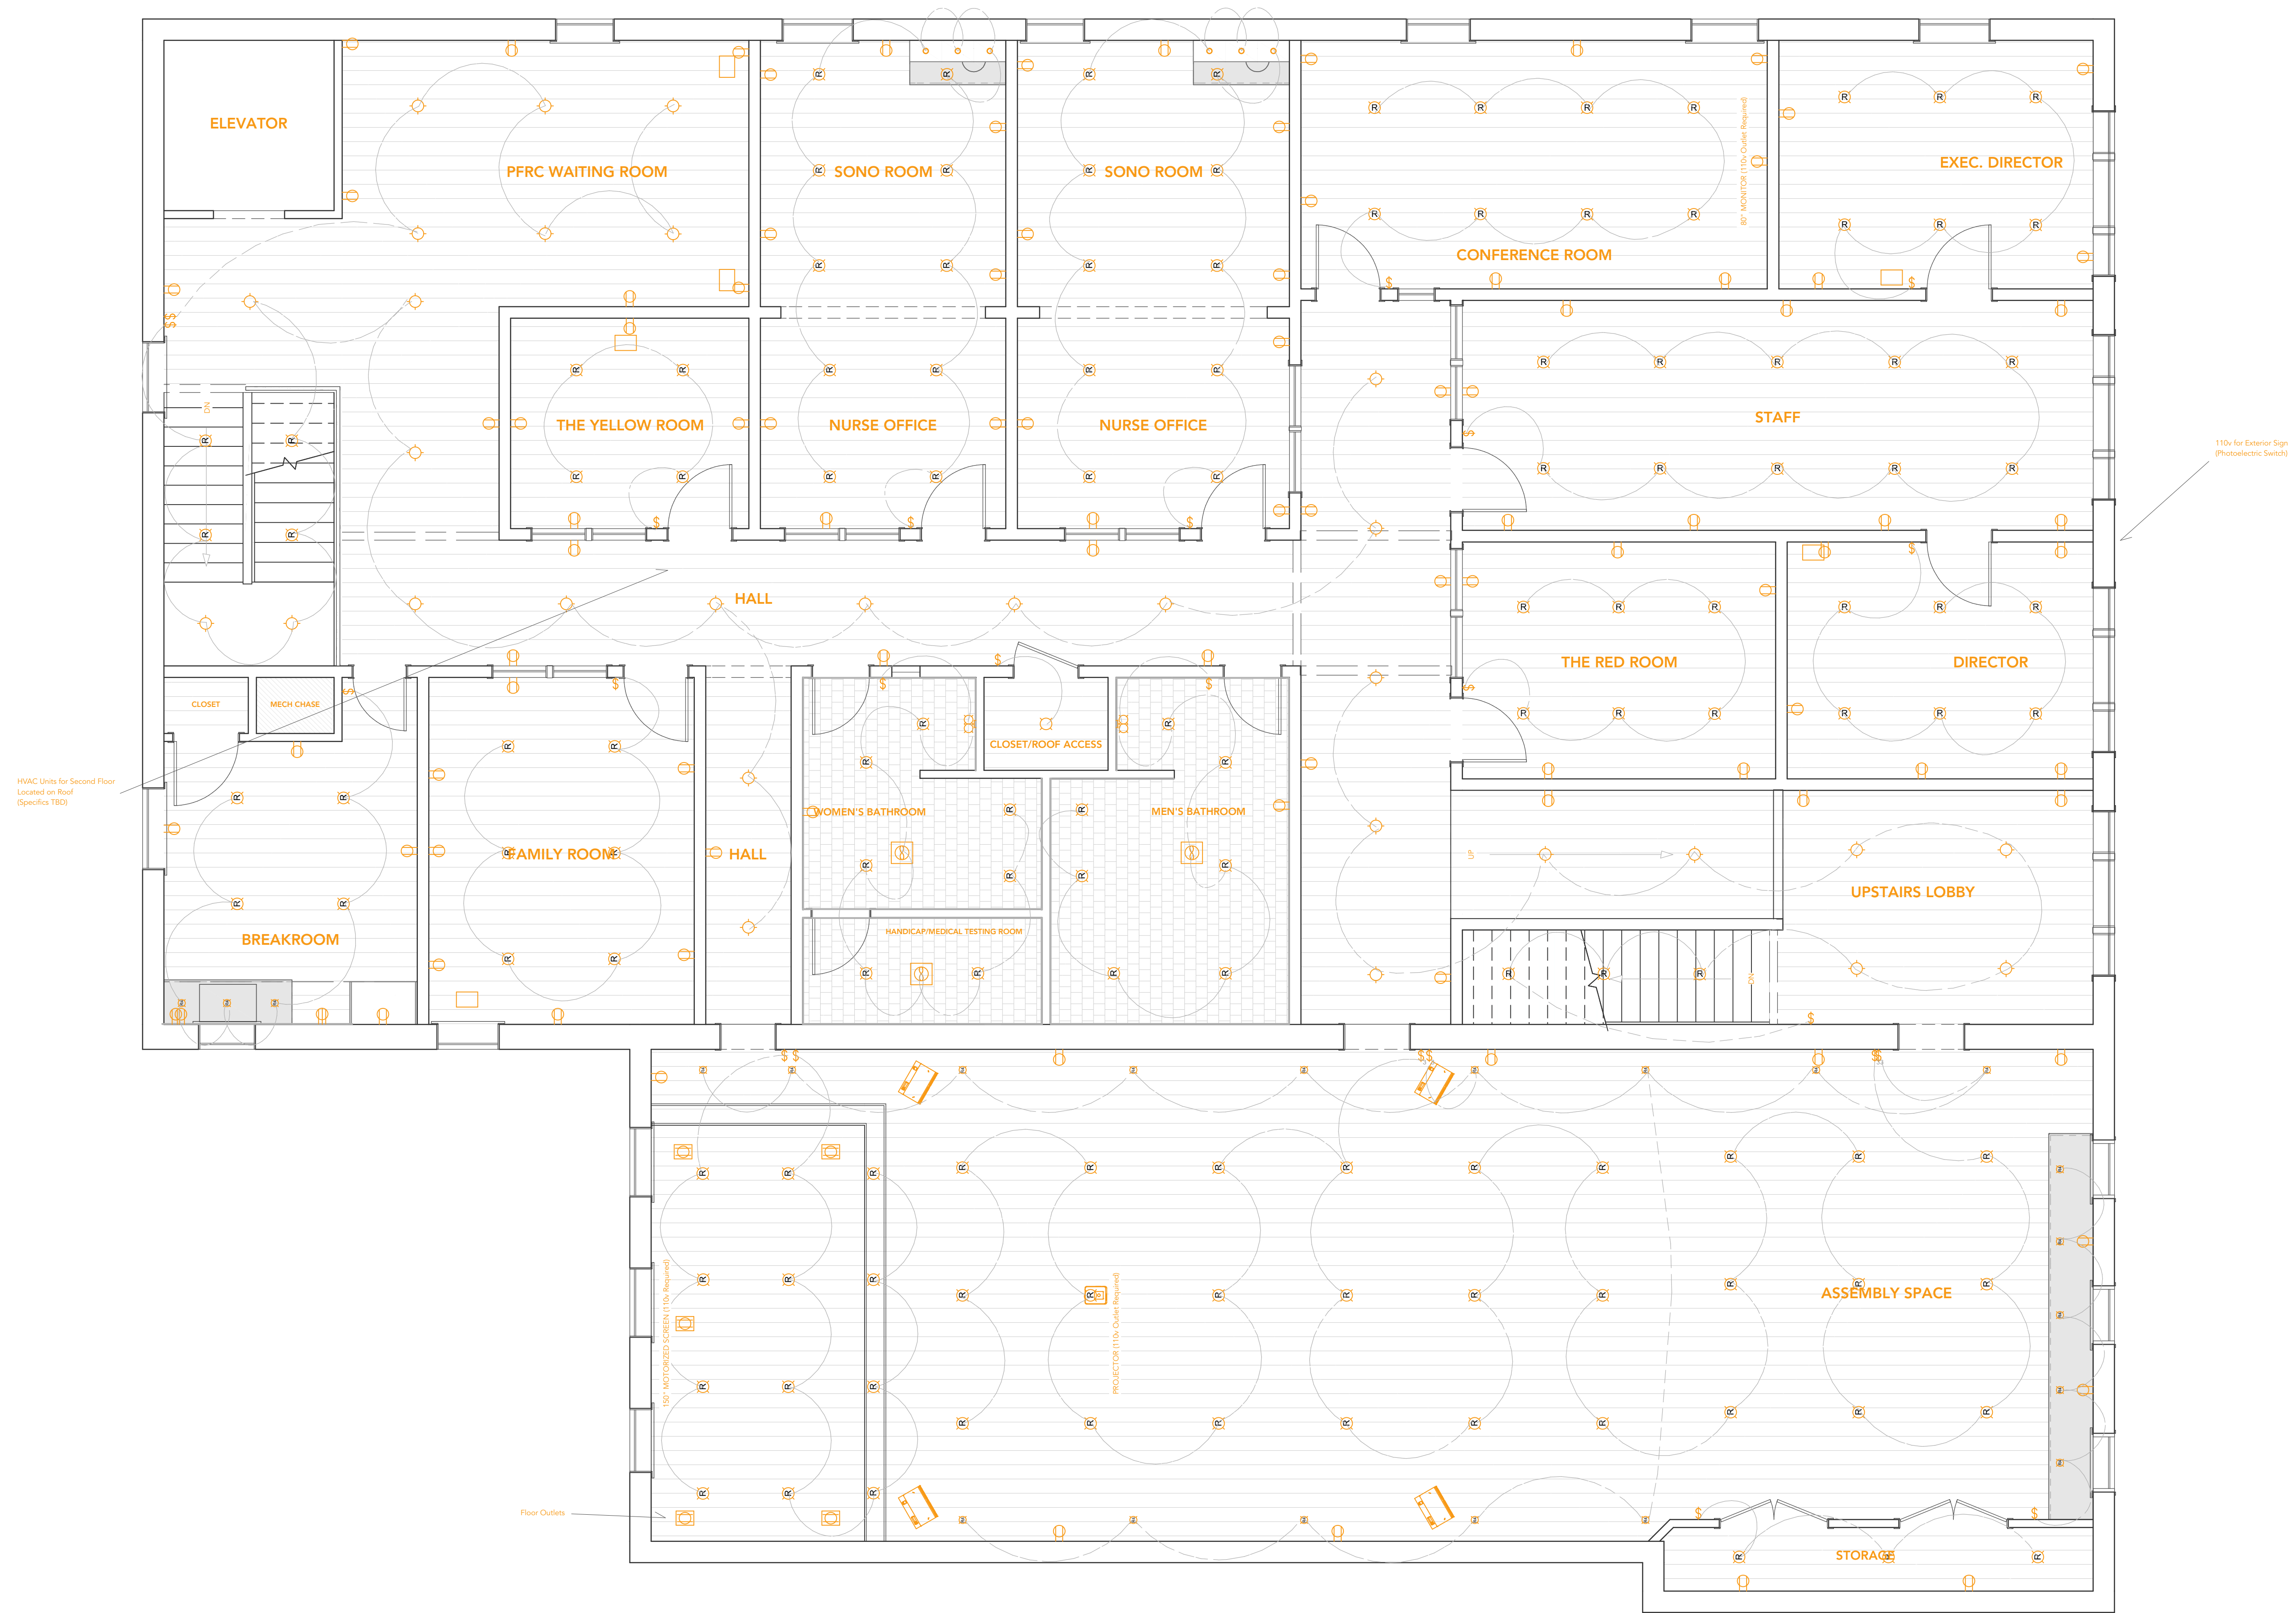 ELEVATOR
PFRC WAITING ROOM
SONO ROOM
SONO ROOM
80" MONITOR (110v Outlet Required)
EXEC. DIRECTOR
CONFERENCE ROOM
DN
THE YELLOW ROOM
NURSE OFFICE
NURSE OFFICE
STAFF
110v for Exterior Sign
(Photoelectric Switch)
HALL
THE RED ROOM
DIRECTOR
CLOSET
MECH CHASE
CLOSET/ROOF ACCESS
HVAC Units for Second Floor
Located on Roof
(Specifics TBD)
WOMEN'S BATHROOM
MEN'S BATHROOM
FAMILY ROOM
HALL
UP
UPSTAIRS LOBBY
BREAKROOM
HANDICAP/MEDICAL TESTING ROOM
DN
150" MOTORIZED SCREEN (110v Required)
PROJECTOR (110v Outlet Required)
ASSEMBLY SPACE
Floor Outlets
STORAGE